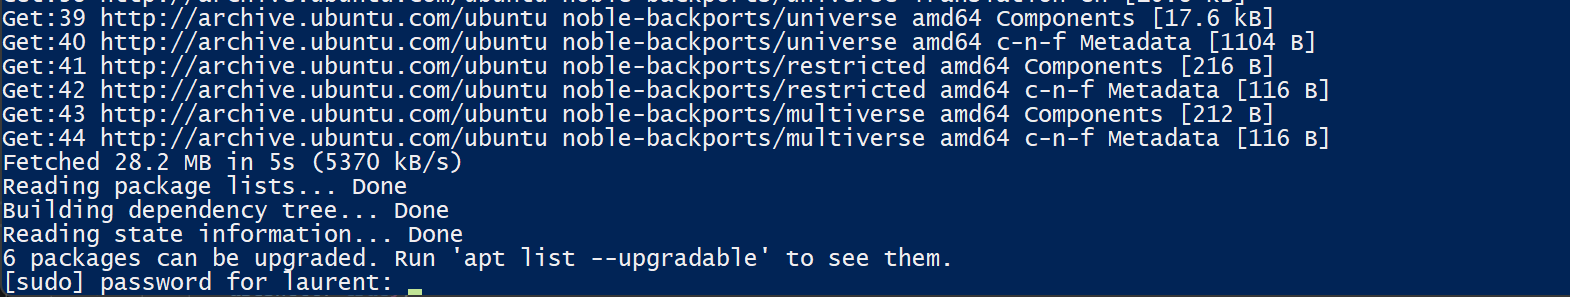 Get:39 http://archive.ubuntu.com/ubuntu noble-backports/universe amd64 Components [17.6 kB]
Get:40 http://archive.ubuntu.com/ubuntu noble-backports/universe amd64 c-n-f Metadata [1104 B]
Get:41 http://archive.ubuntu.com/ubuntu noble-backports/restricted amd64 Components [216 B]
Get:42 http://archive.ubuntu.com/ubuntu noble-backports/restricted amd64 c-n-f Metadata [116 B]
Get:43 http://archive.ubuntu.com/ubuntu noble-backports/multiverse amd64 Components [212 B]
Get:44 http://archive.ubuntu.com/ubuntu noble-backports/multiverse amd64 c-n-f Metadata [116 B]
Fetched 28.2 MB in 5s (5370 kB/s)
Reading package lists... Done
Building dependency tree... Done
Reading state information... Done
6 packages can be upgraded. Run 'apt list --upgradable' to see them.
[sudo] password for laurent: